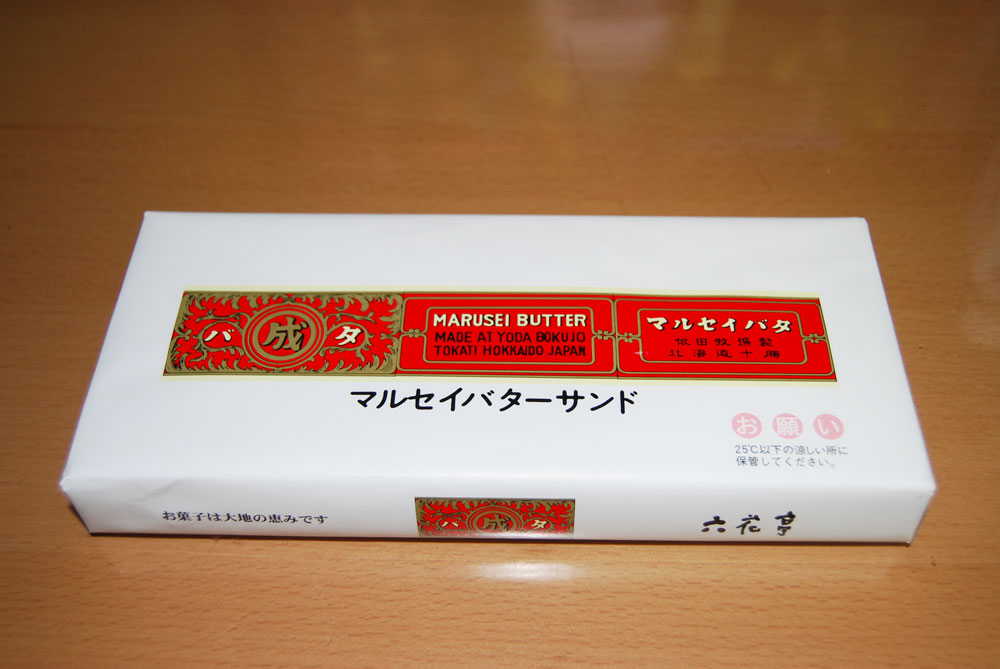 バ 成 タ
MARUSEI BUTTER
MADE AT YODA BOKUJO
TOKATI HOKKAIDO JAPAN
マルセイバタ
依田牧場製
北海道十勝
マルセイバターサンド
お願い
25℃以下の涼しい所に
保管してください。
お菓子は大地の恵みです
バ 成 タ
六花亭